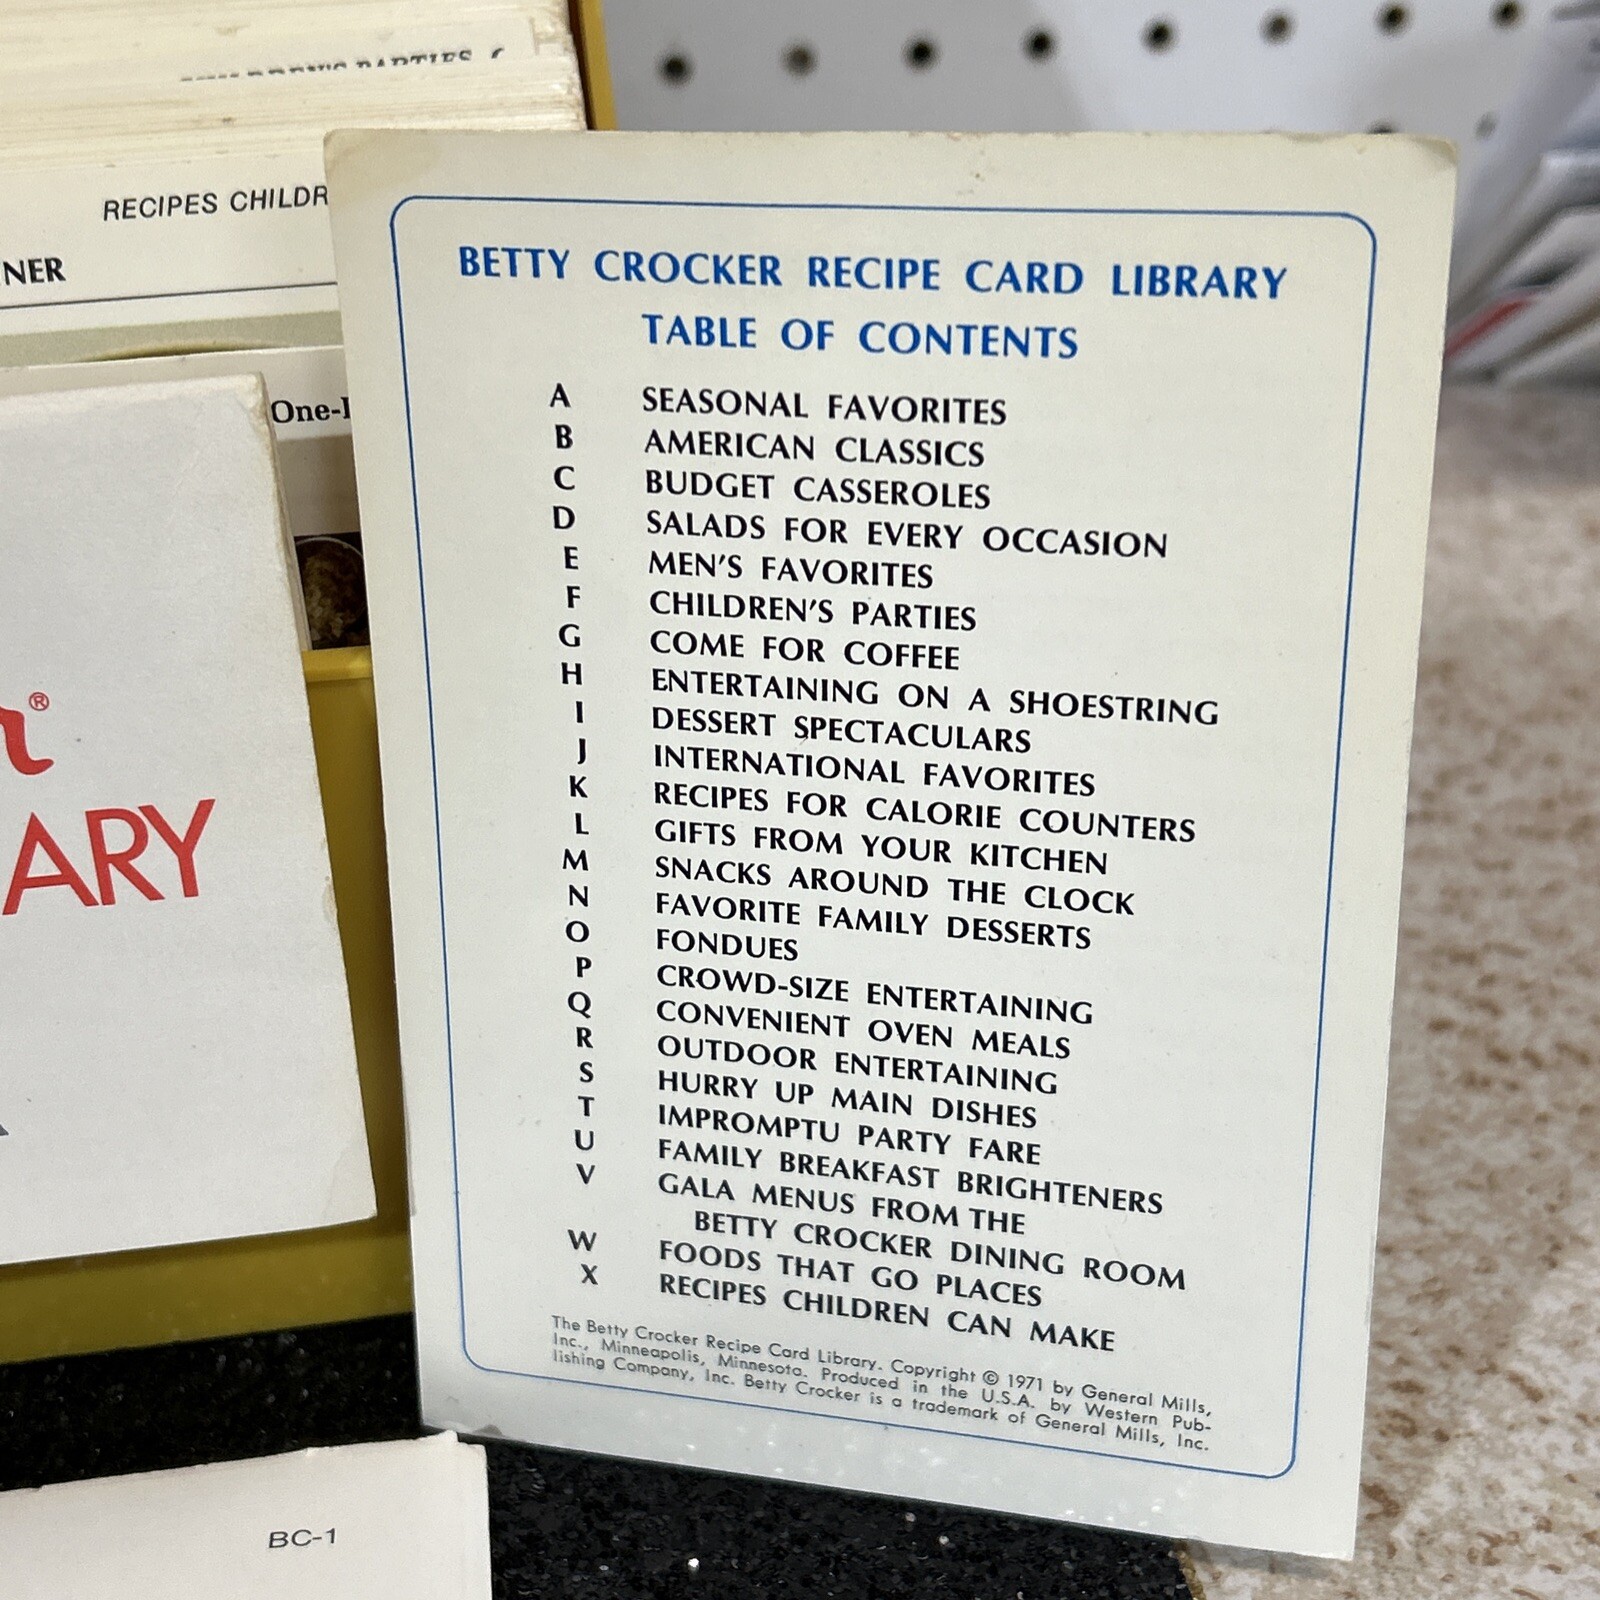 CHILDREN'S PARTIES
RECIPES CHILDR
NER
One-
®
ARY
BC-1
BETTY CROCKER RECIPE CARD LIBRARY
TABLE OF CONTENTS
A SEASONAL FAVORITES
B AMERICAN CLASSICS
C BUDGET CASSEROLES
D SALADS FOR EVERY OCCASION
E MEN'S FAVORITES
F CHILDREN'S PARTIES
G COME FOR COFFEE
H ENTERTAINING ON A SHOESTRING
I DESSERT SPECTACULARS
J INTERNATIONAL FAVORITES
K RECIPES FOR CALORIE COUNTERS
L GIFTS FROM YOUR KITCHEN
M SNACKS AROUND THE CLOCK
N FAVORITE FAMILY DESSERTS
O FONDUES
P CROWD-SIZE ENTERTAINING
Q CONVENIENT OVEN MEALS
R OUTDOOR ENTERTAINING
S HURRY UP MAIN DISHES
T IMPROMPTU PARTY FARE
U FAMILY BREAKFAST BRIGHTENERS
V GALA MENUS FROM THE
BETTY CROCKER DINING ROOM
W FOODS THAT GO PLACES
X RECIPES CHILDREN CAN MAKE
The Betty Crocker Recipe Card Library. Copyright © 1971 by General Mills,
Inc., Minneapolis, Minnesota. Produced in the U.S.A. by Western Pub-
lishing Company, Inc. Betty Crocker is a trademark of General Mills, Inc.